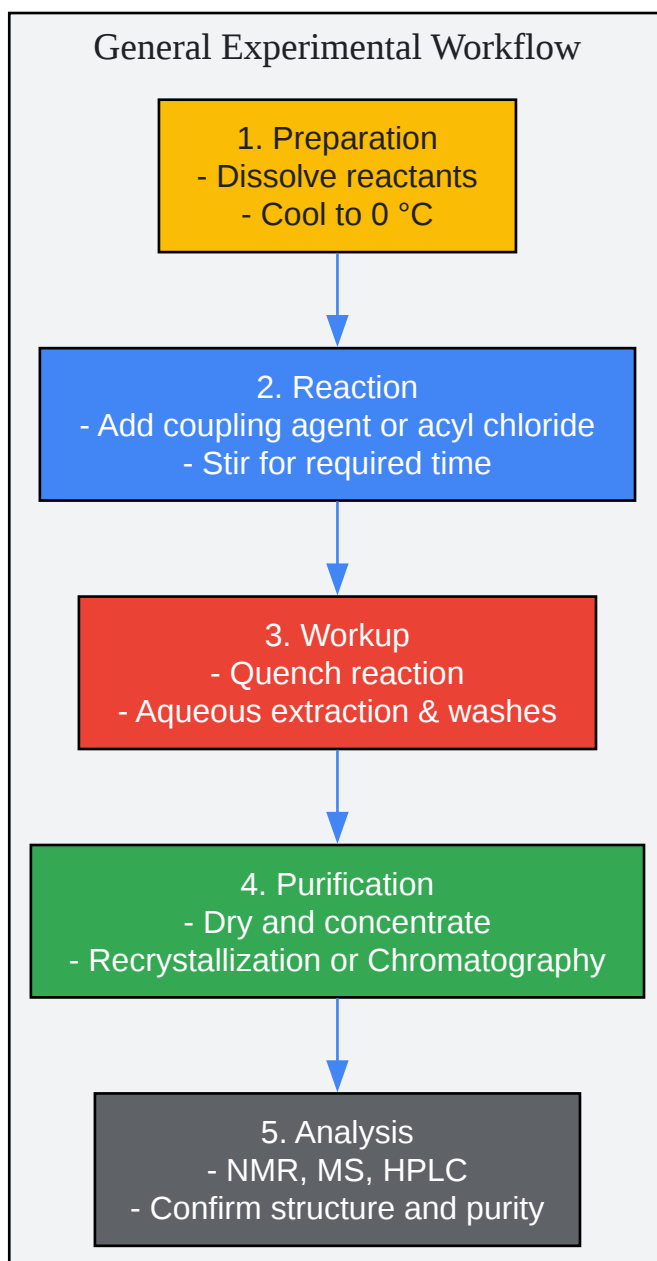 General Experimental Workflow
1. Preparation
- Dissolve reactants
- Cool to 0 °C
2. Reaction
- Add coupling agent or acyl chloride
- Stir for required time
3. Workup
- Quench reaction
- Aqueous extraction & washes
4. Purification
- Dry and concentrate
- Recrystallization or Chromatography
5. Analysis
- NMR, MS, HPLC
- Confirm structure and purity